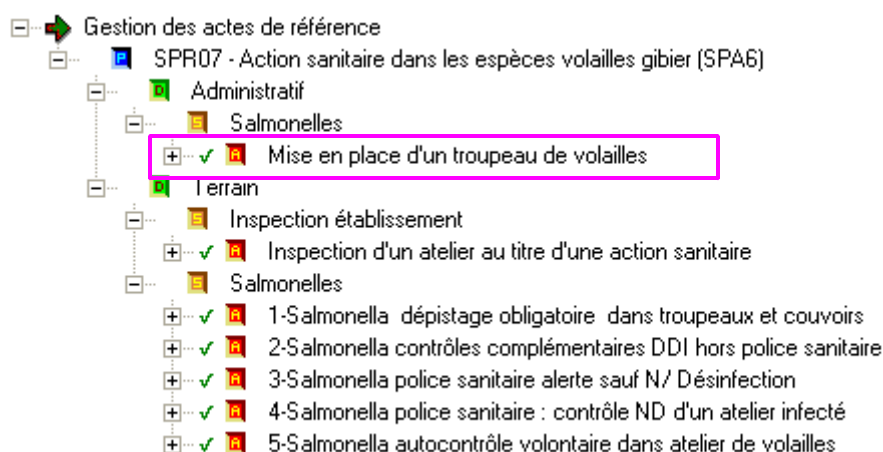 Gestion des actes de référence
P SPR07 - Action sanitaire dans les espèces volailles gibier (SPA6)
D Administratif
S Salmonelles
A Mise en place d'un troupeau de volailles
D Terrain
S Inspection établissement
A Inspection d'un atelier au titre d'une action sanitaire
S Salmonelles
A 1-Salmonella dépistage obligatoire dans troupeaux et couvoirs
A 2-Salmonella contrôles complémentaires DDI hors police sanitaire
A 3-Salmonella police sanitaire alerte sauf N/ Désinfection
A 4-Salmonella police sanitaire : contrôle ND d'un atelier infecté
A 5-Salmonella autocontrôle volontaire dans atelier de volailles